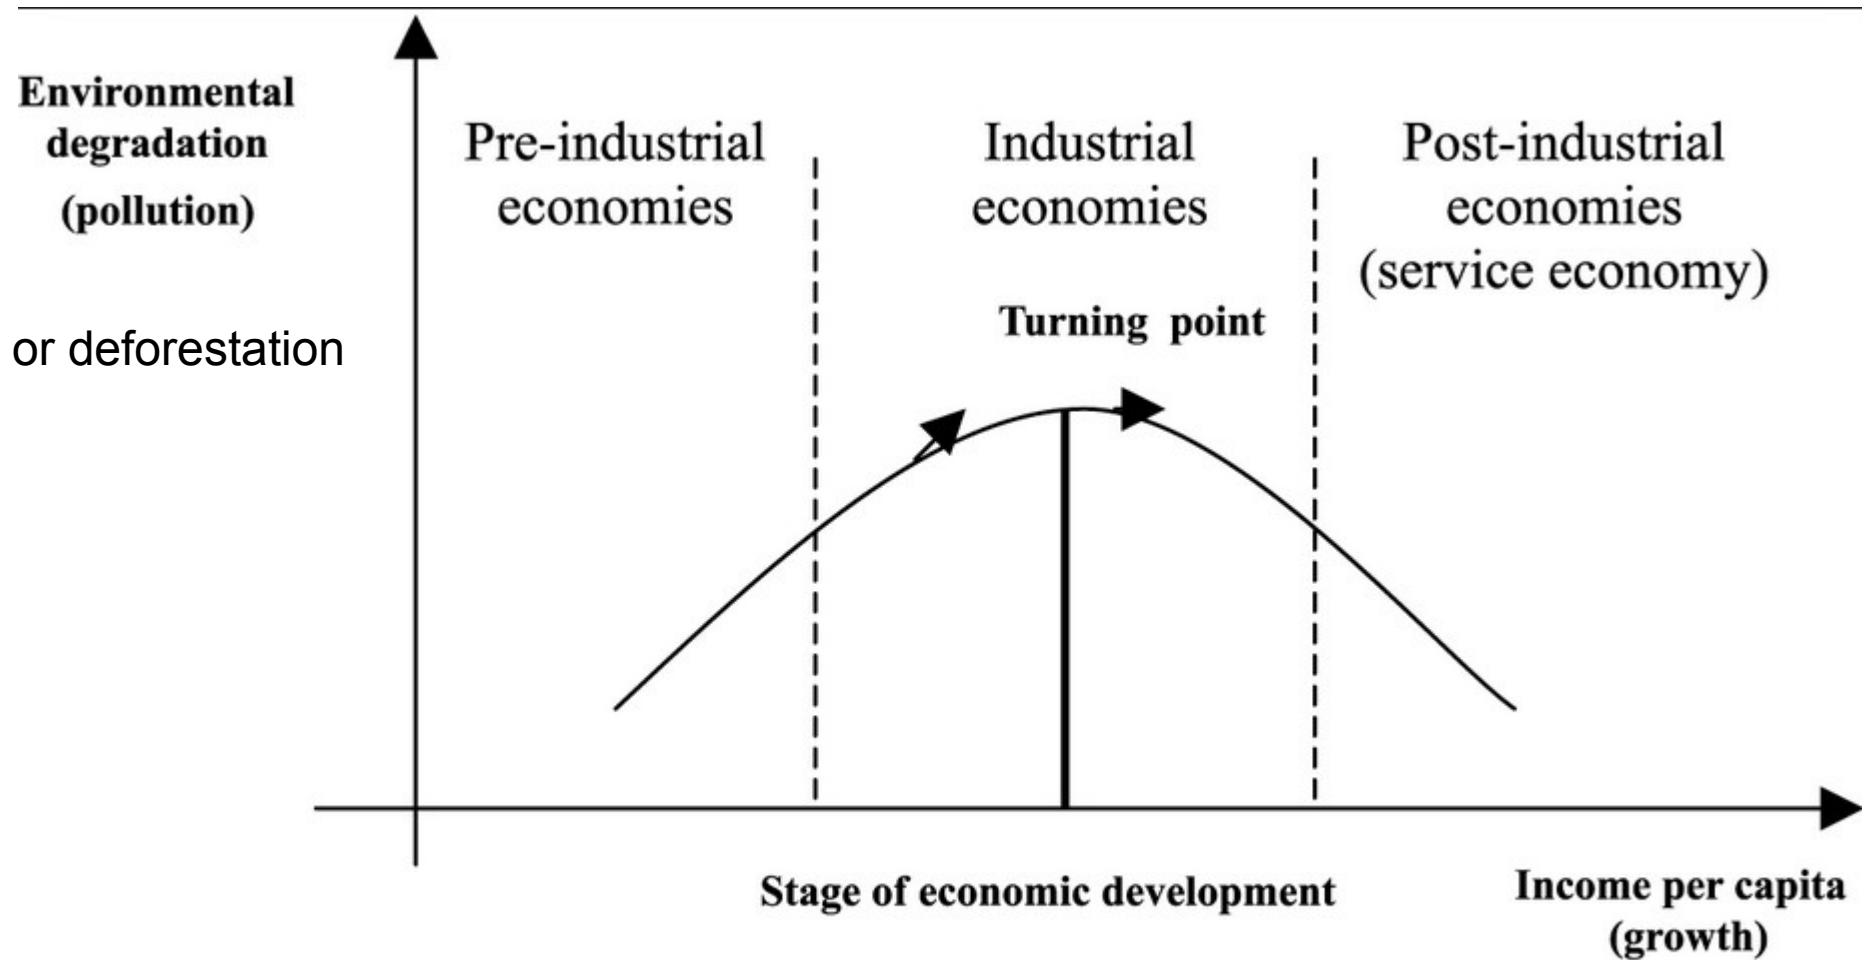 Environmental
degradation
(pollution)
or deforestation
Pre-industrial
economies
Industrial
economies
Post-industrial
economies
(service economy)
Turning point
Stage of economic development
Income per capita
(growth)